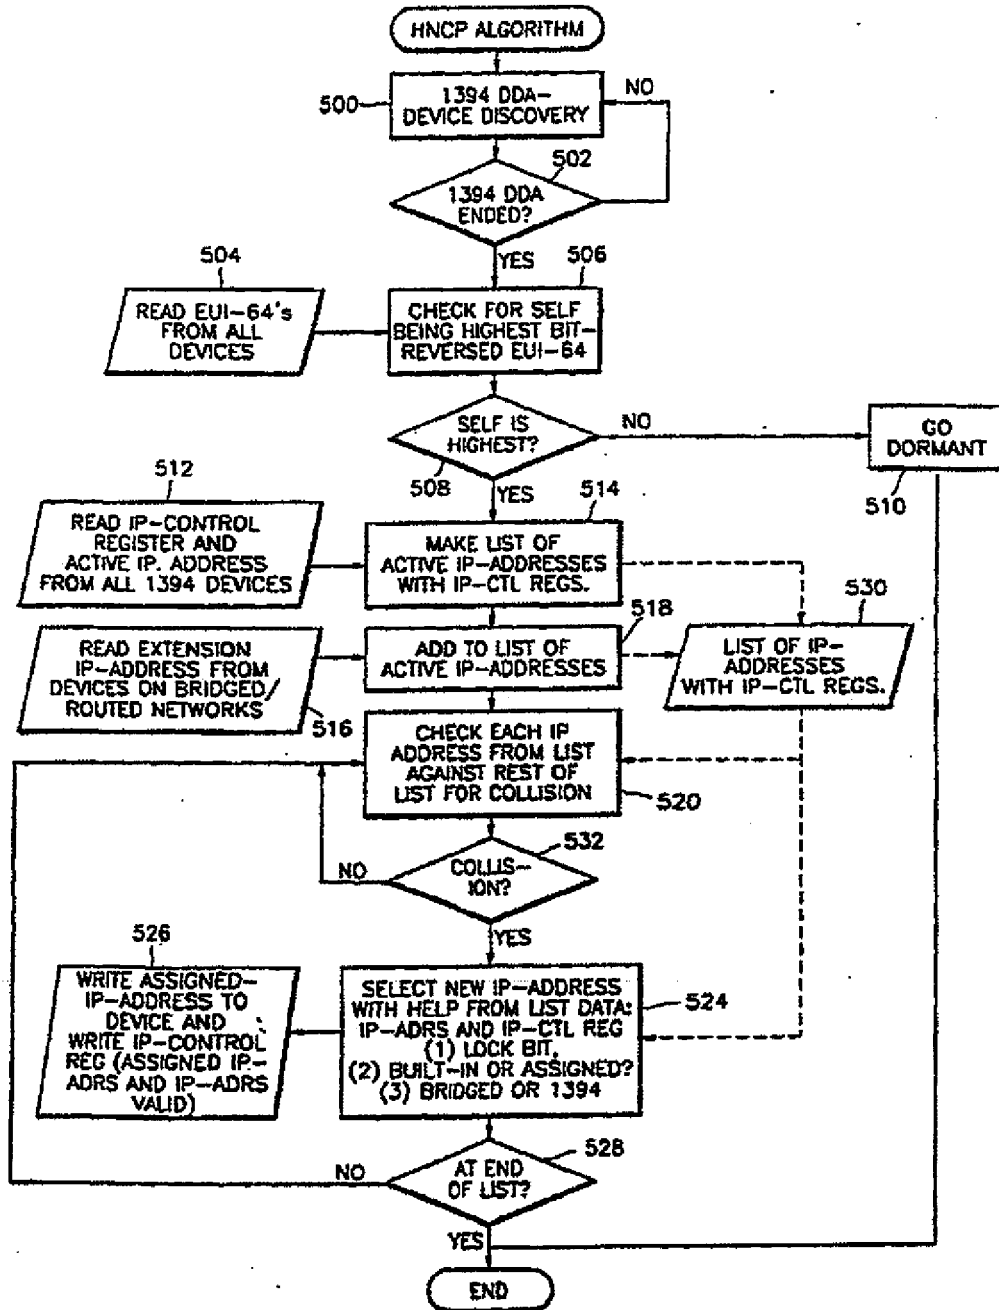 HNCP ALGORITHM
500
1394 DDA-
DEVICE DISCOVERY
NO
502
1394 DDA
ENDED?
YES
504
READ EUI-64's
FROM ALL
DEVICES
506
CHECK FOR SELF
BEING HIGHEST BIT-
REVERSED EUI-64
SELF IS
HIGHEST?
508
NO
GO
DORMANT
510
YES
512
READ IP-CONTROL
REGISTER AND
ACTIVE IP. ADDRESS
FROM ALL 1394 DEVICES
514
MAKE LIST OF
ACTIVE IP-ADDRESSES
WITH IP-CTL REGS.
READ EXTENSION
IP-ADDRESS FROM
DEVICES ON BRIDGED/
ROUTED NETWORKS
516
518
ADD TO LIST OF
ACTIVE IP-ADDRESSES
530
LIST OF IP-
ADDRESSES
WITH IP-CTL REGS.
CHECK EACH IP
ADDRESS FROM LIST
AGAINST REST OF
LIST FOR COLLISION
520
532
COLLIS-
ION?
NO
YES
526
WRITE ASSIGNED-
IP-ADDRESS TO
DEVICE AND
WRITE IP-CONTROL
REG (ASSIGNED IP-
ADRS AND IP-ADRS
VALID)
SELECT NEW IP-ADDRESS
WITH HELP FROM LIST DATA:
IP-ADRS AND IP-CTL REG
(1) LOCK BIT,
(2) BUILT-IN OR ASSIGNED?
(3) BRIDGED OR 1394
524
528
AT END
OF LIST?
NO
YES
END